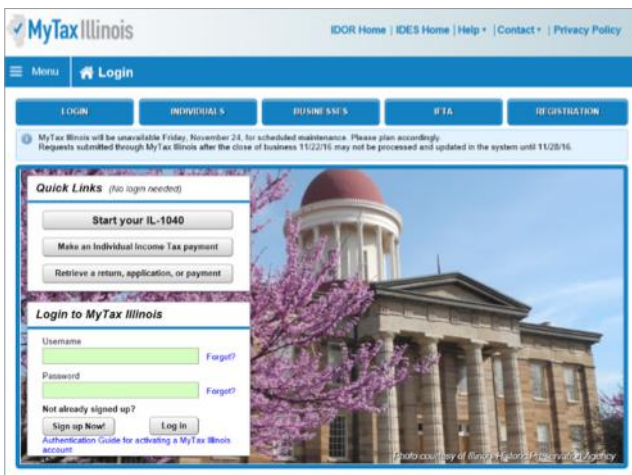 MyTax Illinois
IDOR Home | IDES Home | Help | Contact | Privacy Policy
Menu Login
LOGIN INDIVIDUALS BUSINESSES IFTA REGISTRATION
MyTax Illinois will be unavailable Friday, November 24, for scheduled maintenance. Please plan accordingly.
Requests submitted through MyTax Illinois after the close of business 11/22/16 may not be processed and updated in the system until 11/28/16.
Quick Links (No login needed)
Start your IL-1040
Make an Individual Income Tax payment
Retrieve a return, application, or payment
Login to MyTax Illinois
Username
Forgot?
Password
Forgot?
Not already signed up?
Sign up Now! Log in
Authentication Guide for activating a MyTax Illinois
account
Photo courtesy of Illinois Historic Preservation Agency